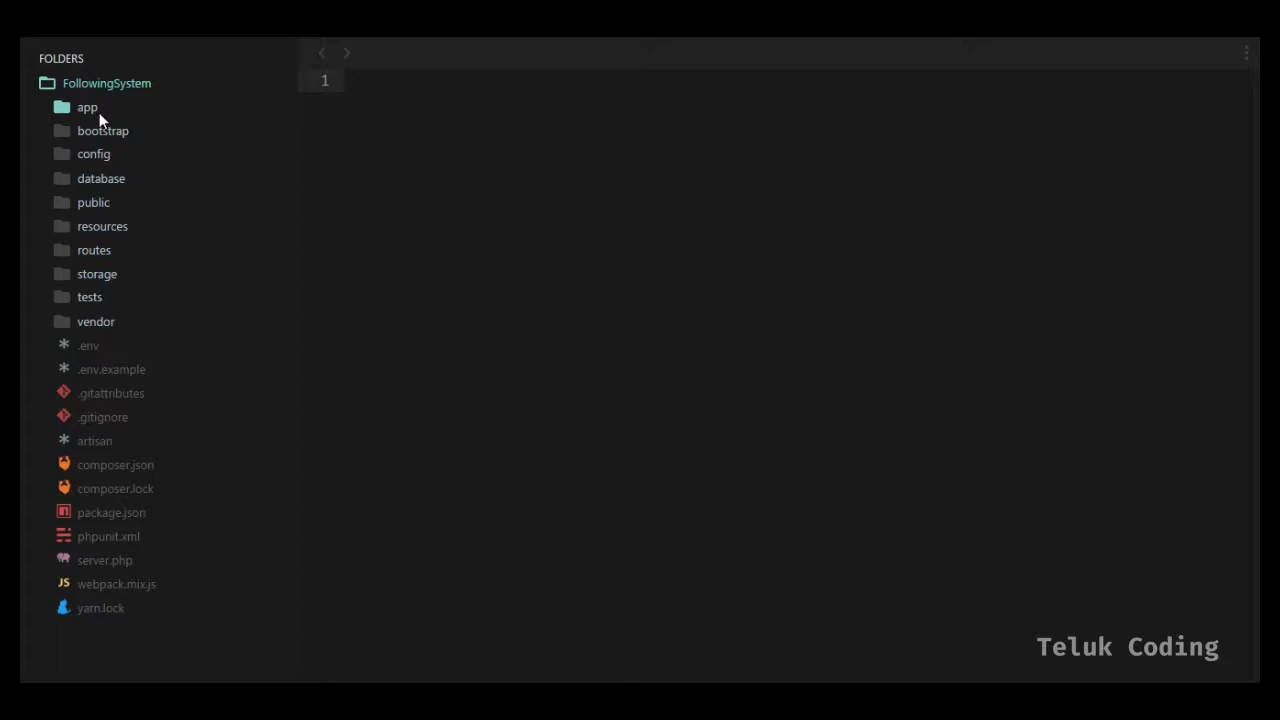 FOLDERS
FollowingSystem
app
bootstrap
config
database
public
resources
routes
storage
tests
vendor
.env
.env.example
.gitattributes
.gitignore
artisan
composer.json
composer.lock
package.json
phpunit.xml
server.php
JS webpack.mix.js
yarn.lock
1
Teluk Coding